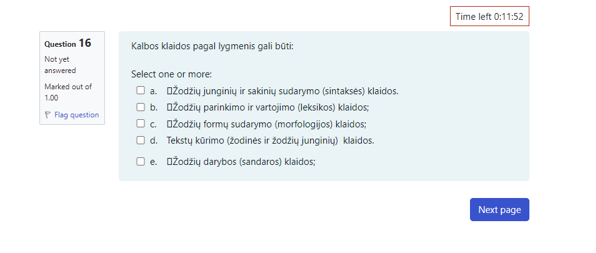 Time left 0:11:52
Question 16
Not yet
answered
Marked out of
1.00
Flag question
Kalbos klaidos pagal lygmenis gali būti:
Select one or more:
a. Žodžių junginių ir sakinių sudarymo (sintaksės) klaidos.
b. Žodžių parinkimo ir vartojimo (leksikos) klaidos;
c. Žodžių formų sudarymo (morfologijos) klaidos;
d. Tekstų kūrimo (žodinės ir žodžių junginių) klaidos.
e. Žodžių darybos (sandaros) klaidos;
Next page